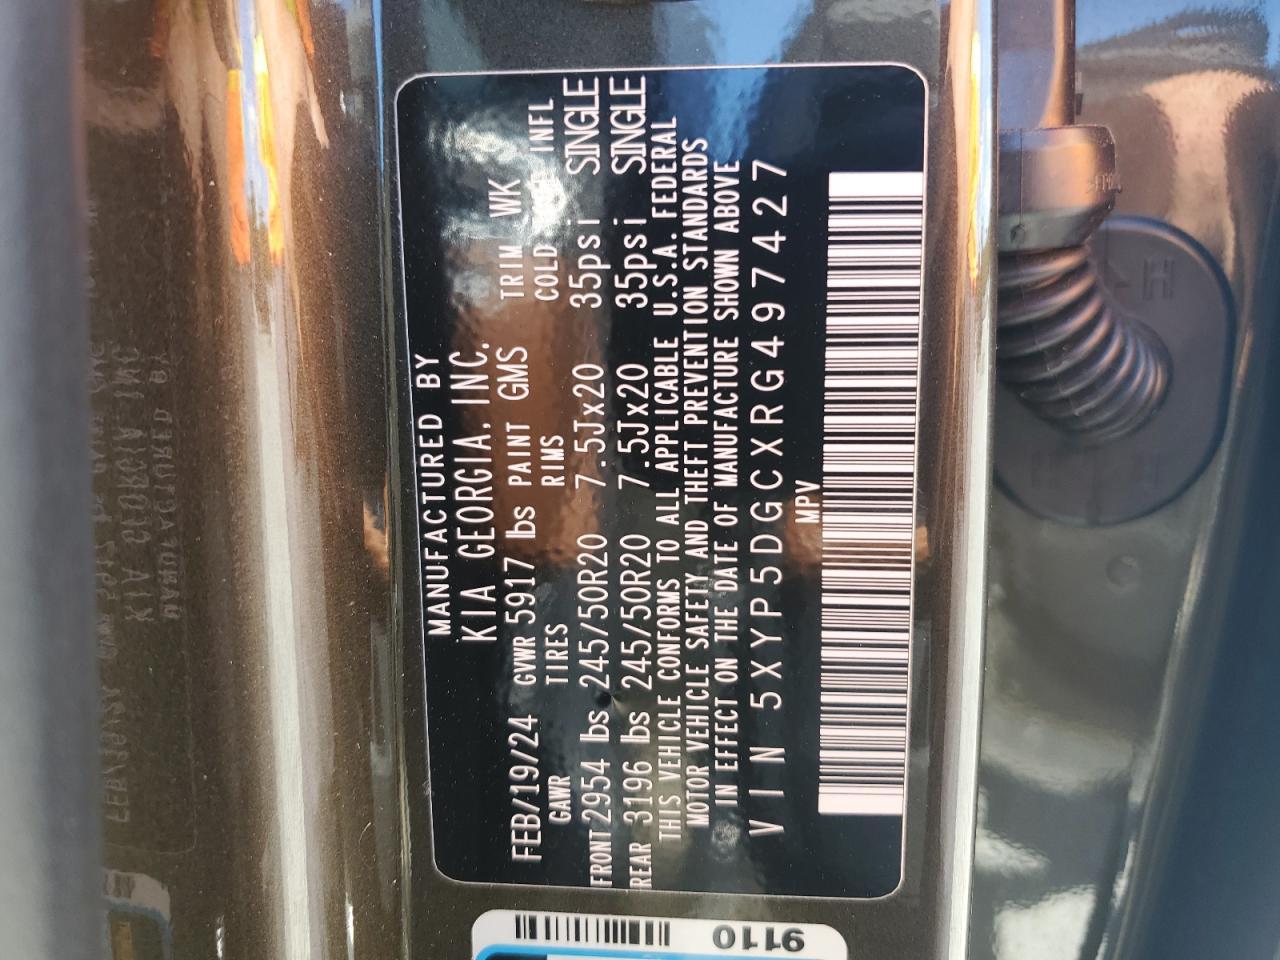 MANUFACTURED BY
KIA GEORGIA, INC.
FEB/19/24 GVWR 5917 lbs PAINT GMS TRIM WK
GAWR TIRES RIMS COLD INFL
FRONT 2954 lbs 245/50R20 7.5Jx20 35psi SINGLE
REAR 3196 lbs 245/50R20 7.5Jx20 35psi SINGLE
THIS VEHICLE CONFORMS TO ALL APPLICABLE U.S.A. FEDERAL
MOTOR VEHICLE SAFETY AND THEFT PREVENTION STANDARDS
IN EFFECT ON THE DATE OF MANUFACTURE SHOWN ABOVE
VIN 5XYP5DGCXRG497427
MPV
9110